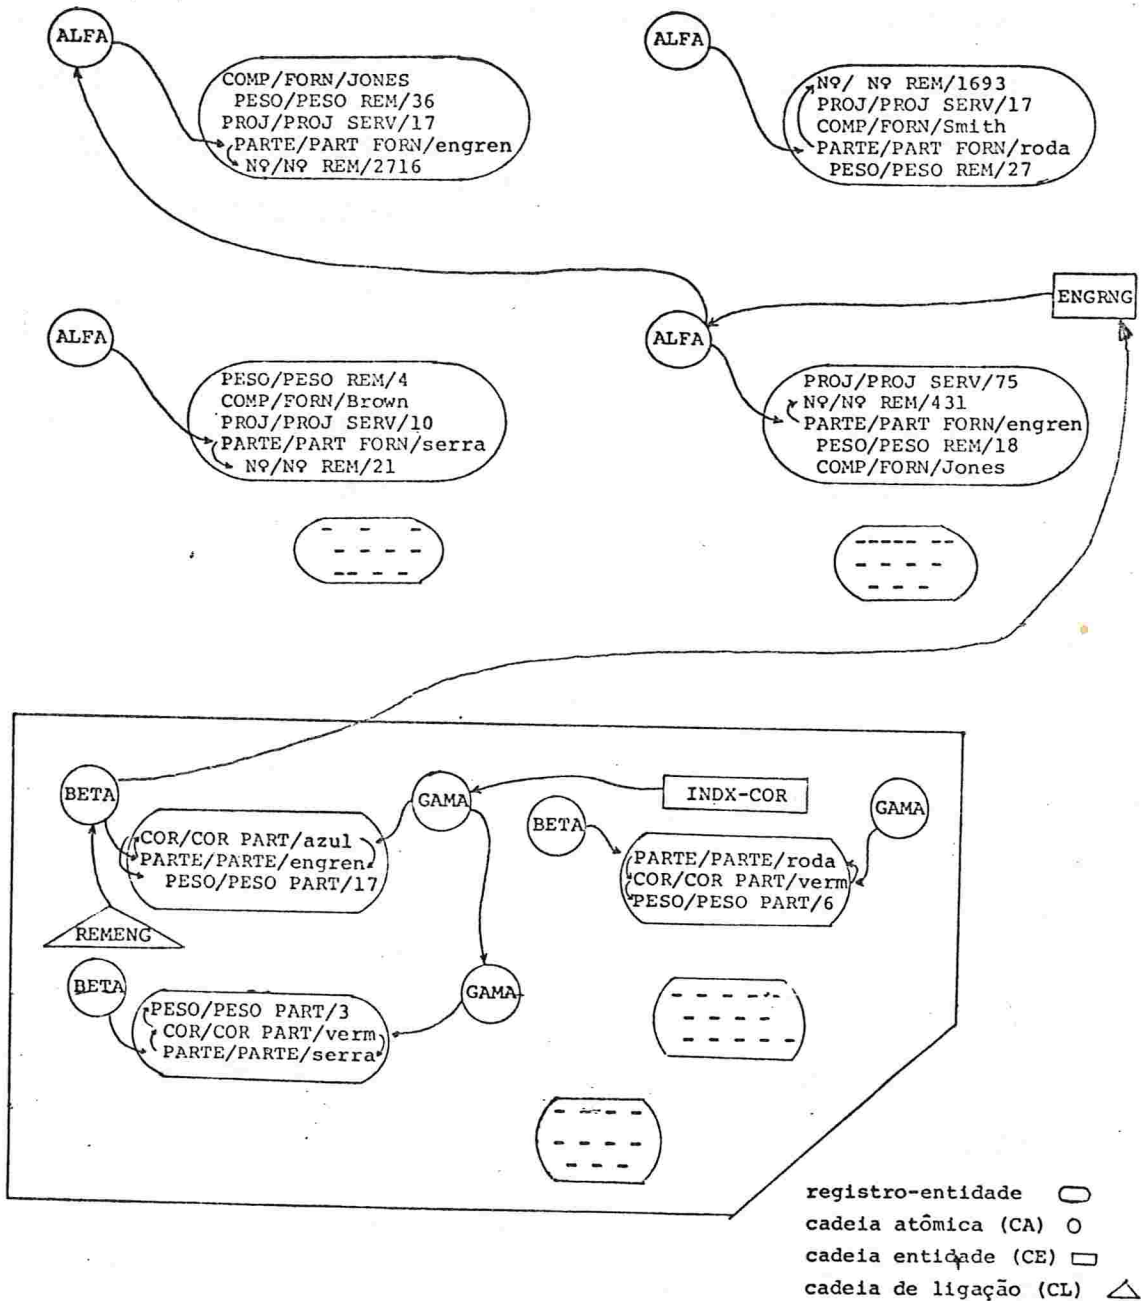 ALFA
COMP/FORN/JONES
PESO/PESO REM/36
PROJ/PROJ SERV/17
PARTE/PART FORN/engren
Nº/Nº REM/2716
ALFA
Nº/ Nº REM/1693
PROJ/PROJ SERV/17
COMP/FORN/Smith
PARTE/PART FORN/roda
PESO/PESO REM/27
ENGRNG
ALFA
PESO/PESO REM/4
COMP/FORN/Brown
PROJ/PROJ SERV/10
PARTE/PART FORN/serra
Nº/Nº REM/21
ALFA
PROJ/PROJ SERV/75
Nº/Nº REM/431
PARTE/PART FORN/engren
PESO/PESO REM/18
COMP/FORN/Jones
BETA
COR/COR PART/azul
PARTE/PARTE/engren
PESO/PESO PART/17
REMENG
GAMA
INDX-COR
BETA
GAMA
PARTE/PARTE/roda
COR/COR PART/verm
PESO/PESO PART/6
BETA
PESO/PESO PART/3
COR/COR PART/verm
PARTE/PARTE/serra
GAMA
registro-entidade
cadeia atômica (CA)
cadeia entidade (CE)
cadeia de ligação (CL)